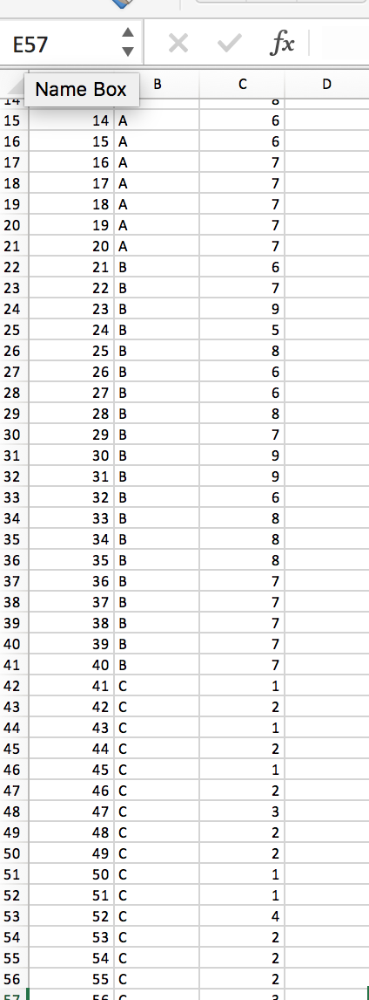 E57 fx
Name Box B C D
14 8
15 14 A 6
16 15 A 6
17 16 A 7
18 17 A 7
19 18 A 7
20 19 A 7
21 20 A 7
22 21 B 6
23 22 B 7
24 23 B 9
25 24 B 5
26 25 B 8
27 26 B 6
28 27 B 6
29 28 B 8
30 29 B 7
31 30 B 9
32 31 B 9
33 32 B 6
34 33 B 8
35 34 B 8
36 35 B 8
37 36 B 7
38 37 B 7
39 38 B 7
40 39 B 7
41 40 B 7
42 41 C 1
43 42 C 2
44 43 C 1
45 44 C 2
46 45 C 1
47 46 C 2
48 47 C 3
49 48 C 2
50 49 C 2
51 50 C 1
52 51 C 1
53 52 C 4
54 53 C 2
55 54 C 2
56 55 C 2
57 56 C 3